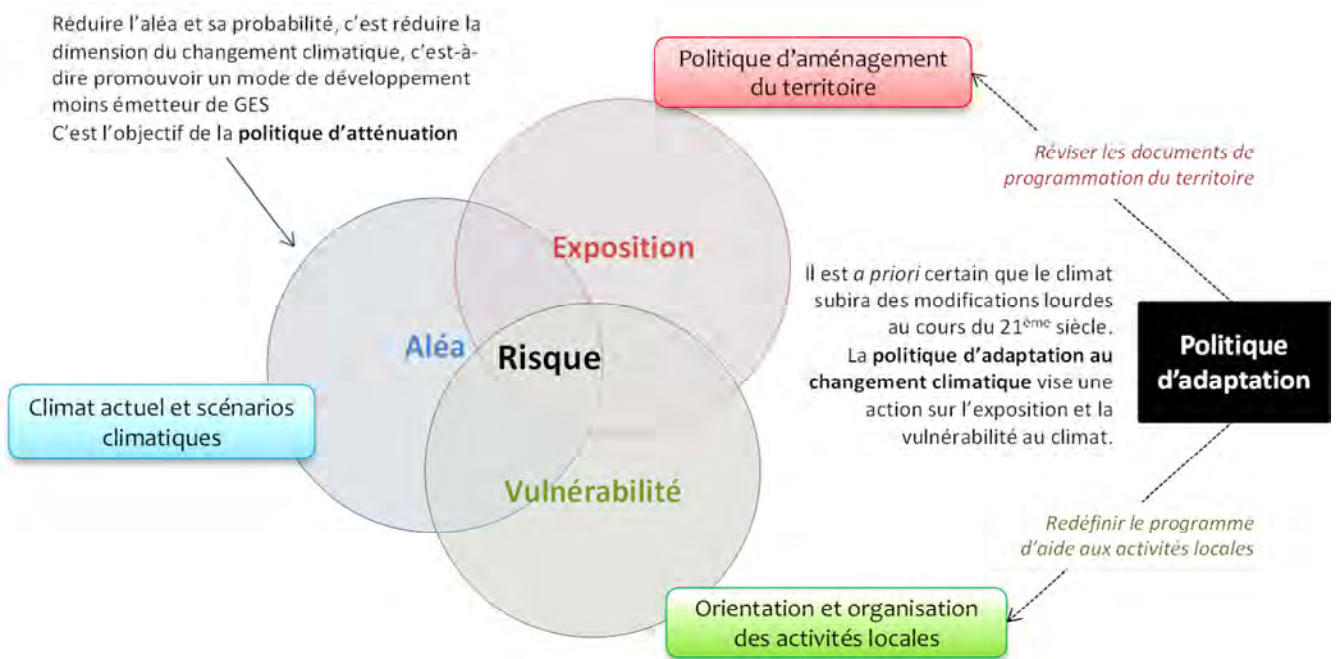 Réduire l'aléa et sa probabilité, c'est réduire la
dimension du changement climatique, c'est-à-
dire promouvoir un mode de développement
moins émetteur de GES
C'est l'objectif de la politique d'atténuation
Politique d'aménagement
du territoire
Réviser les documents de
programmation du territoire
Exposition
Il est a priori certain que le climat
subira des modifications lourdes
au cours du 21ème siècle.
La politique d'adaptation au
changement climatique vise une
action sur l'exposition et la
vulnérabilité au climat.
Politique
d'adaptation
Aléa
Risque
Climat actuel et scénarios
climatiques
Vulnérabilité
Redéfinir le programme
d'aide aux activités locales
Orientation et organisation
des activités locales